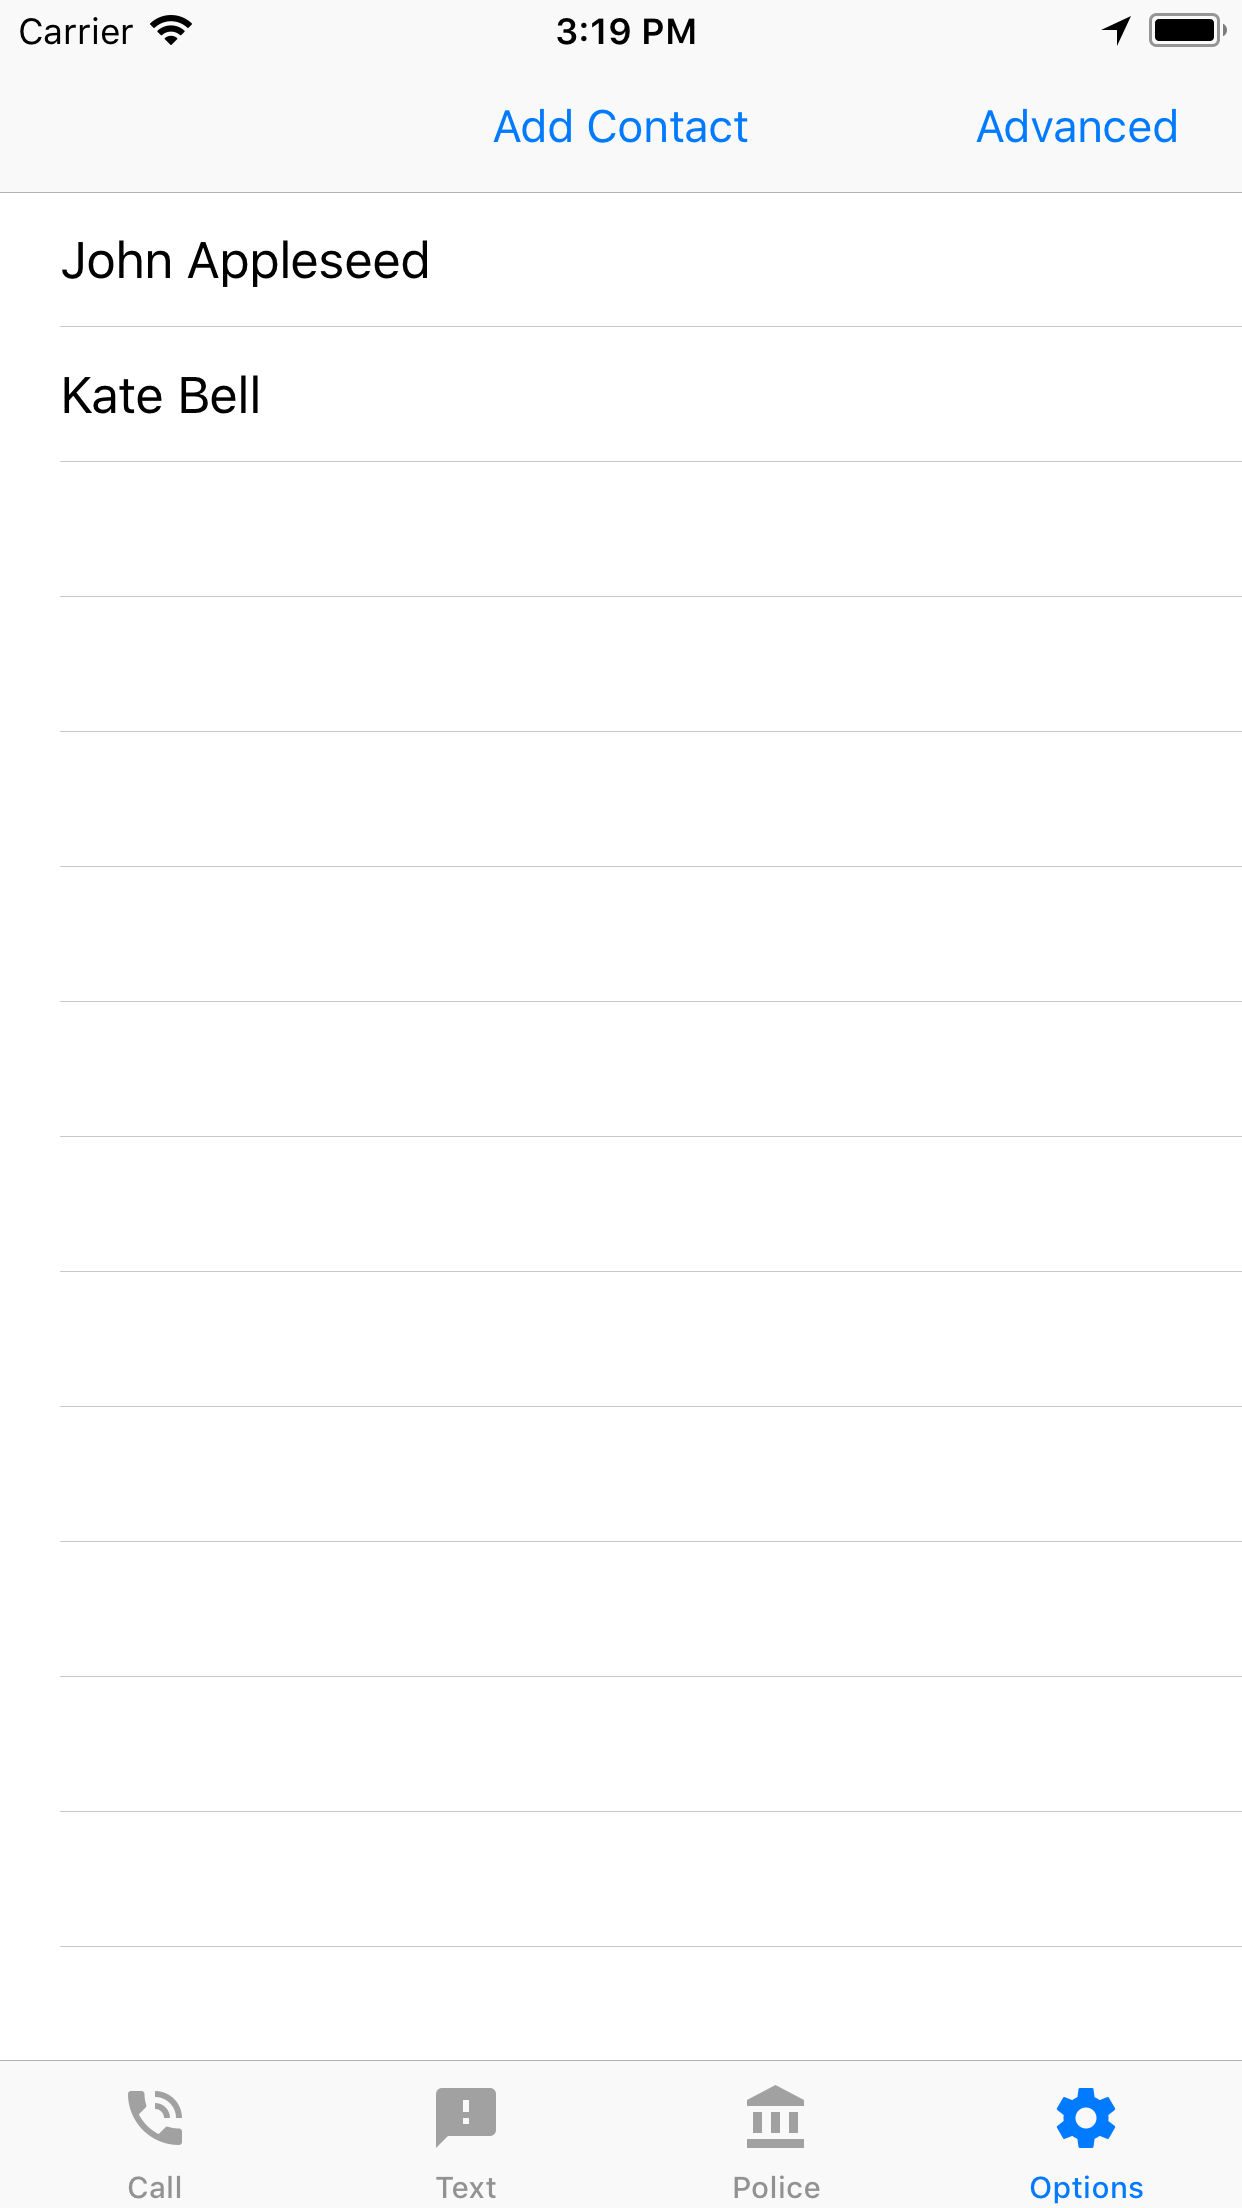 Carrier 3:19 PM
Add Contact Advanced
John Appleseed
Kate Bell
Call Text Police Options